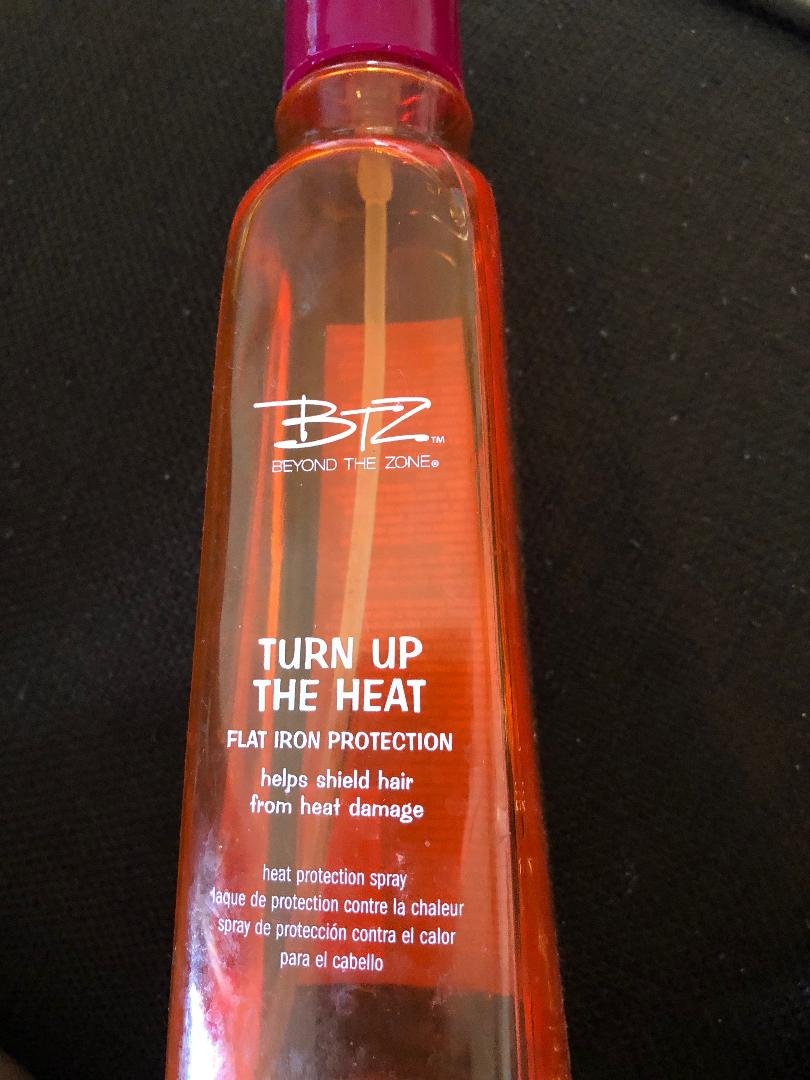 BTZ™
BEYOND THE ZONE®
TURN UP
THE HEAT
FLAT IRON PROTECTION
helps shield hair
from heat damage
heat protection spray
laque de protection contre la chaleur
spray de protección contra el calor
para el cabello